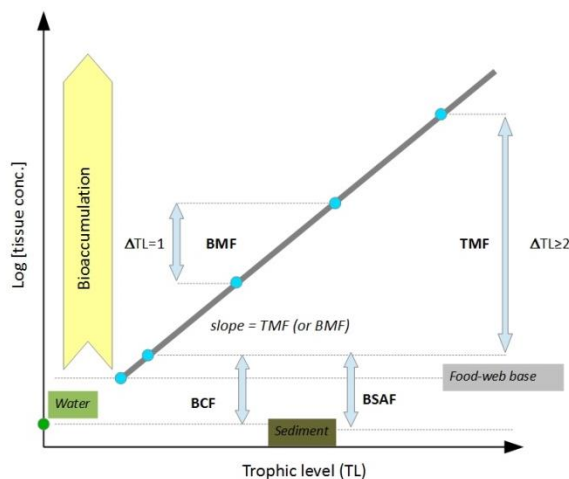 Log [tissue conc.]
Bioaccumulation
ΔTL=1
BMF
TMF
ΔTL≥2
slope = TMF (or BMF)
Food-web base
Water
BCF
BSAF
Sediment
Trophic level (TL)